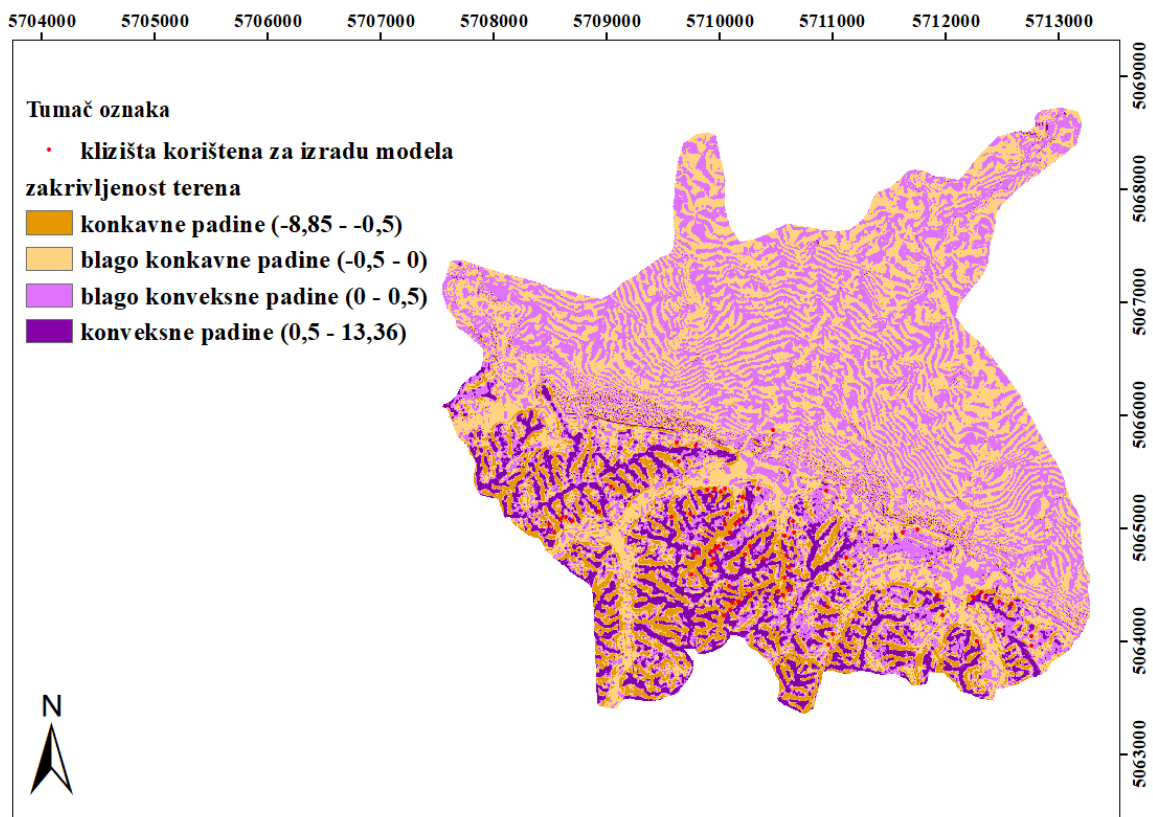 5704000 5705000 5706000 5707000 5708000 5709000 5710000 5711000 5712000 5713000
Tumač oznaka
klizišta korištena za izradu modela
zakrivljenost terena
konkavne padine (-8,85 - -0,5)
blago konkavne padine (-0,5 - 0)
blago konveksne padine (0 - 0,5)
konveksne padine (0,5 - 13,36)
N
5069000
5068000
5067000
5066000
5065000
5064000
5063000